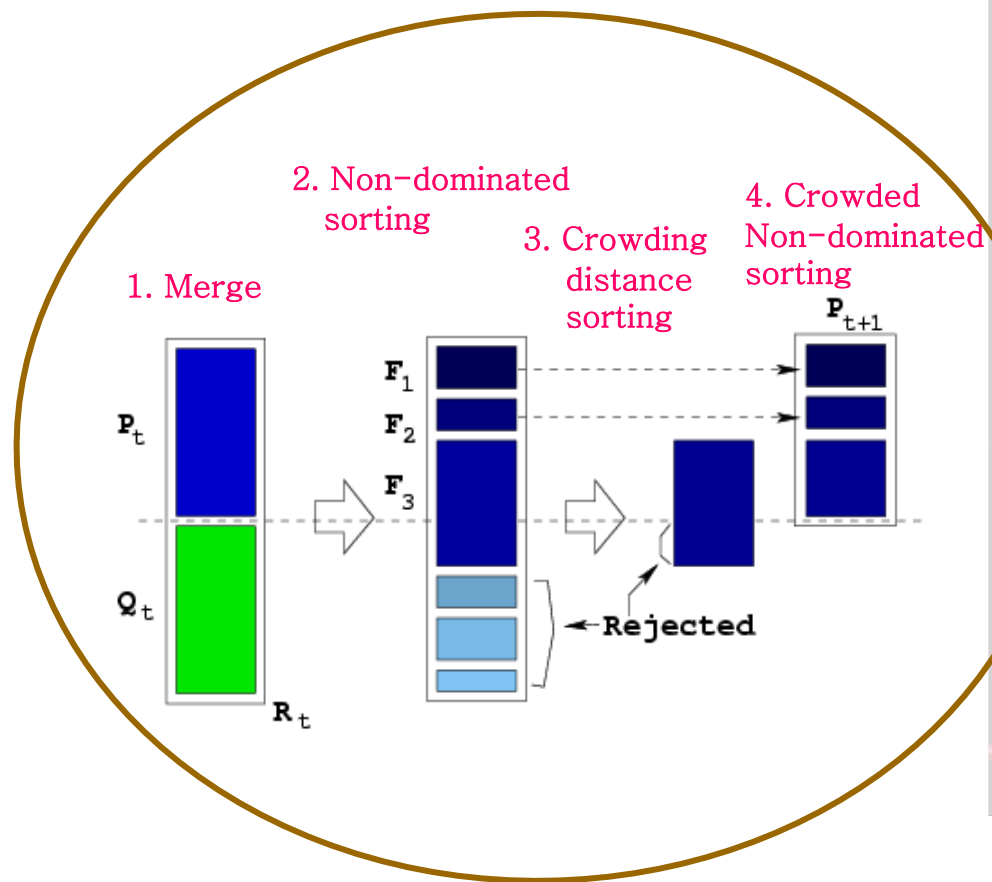 2. Non-dominated
sorting
4. Crowded
Non-dominated
sorting
3. Crowding
distance
sorting
1. Merge
P t+1
F 1
P t
F 2
F 3
Q t
Rejected
R t